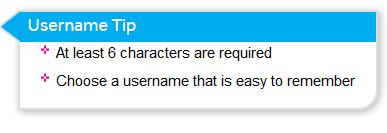 Username Tip
At least 6 characters are required
Choose a username that is easy to remember